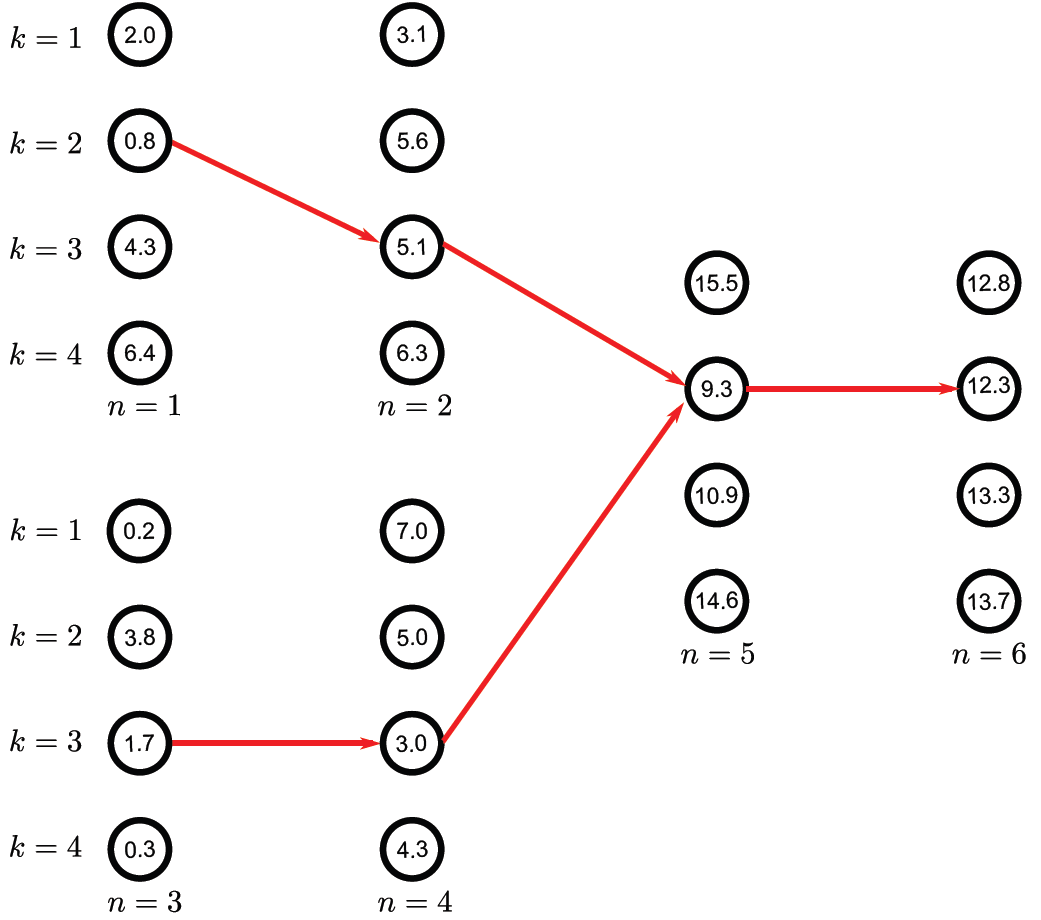 k = 1 2.0 3.1
k = 2 0.8 5.6
k = 3 4.3 5.1
k = 4 6.4 6.3
n = 1 n = 2
15.5 12.8
9.3 12.3
10.9 13.3
14.6 13.7
n = 5 n = 6
k = 1 0.2 7.0
k = 2 3.8 5.0
k = 3 1.7 3.0
k = 4 0.3 4.3
n = 3 n = 4